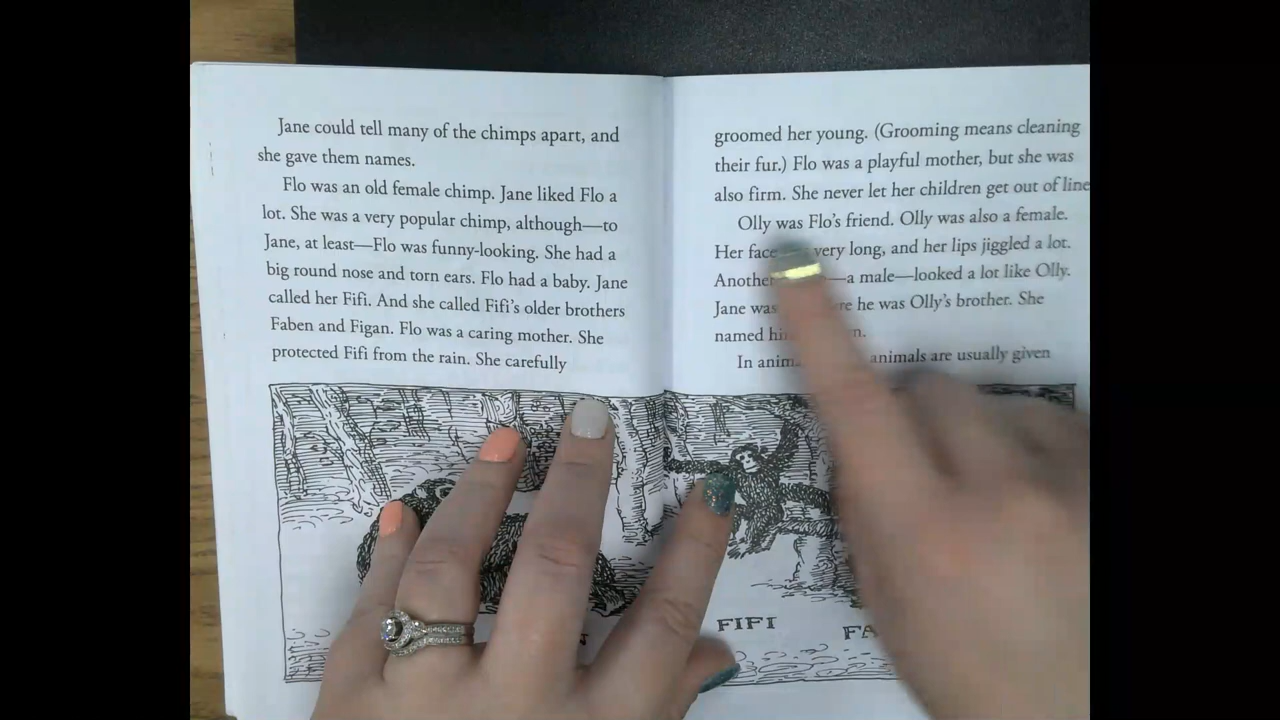 Jane could tell many of the chimps apart, and
she gave them names.
Flo was an old female chimp. Jane liked Flo a
lot. She was a very popular chimp, although—to
Jane, at least—Flo was funny-looking. She had a
big round nose and torn ears. Flo had a baby. Jane
called her Fifi. And she called Fifi's older brothers
Faben and Figan. Flo was a caring mother. She
protected Fifi from the rain. She carefully
groomed her young. (Grooming means cleaning
their fur.) Flo was a playful mother, but she was
also firm. She never let her children get out of line
Olly was Flo's friend. Olly was also a female.
Her face very long, and her lips jiggled a lot.
Another —a male—looked a lot like Olly.
Jane was he was Olly's brother. She
named
In animals are usually given
FIFI